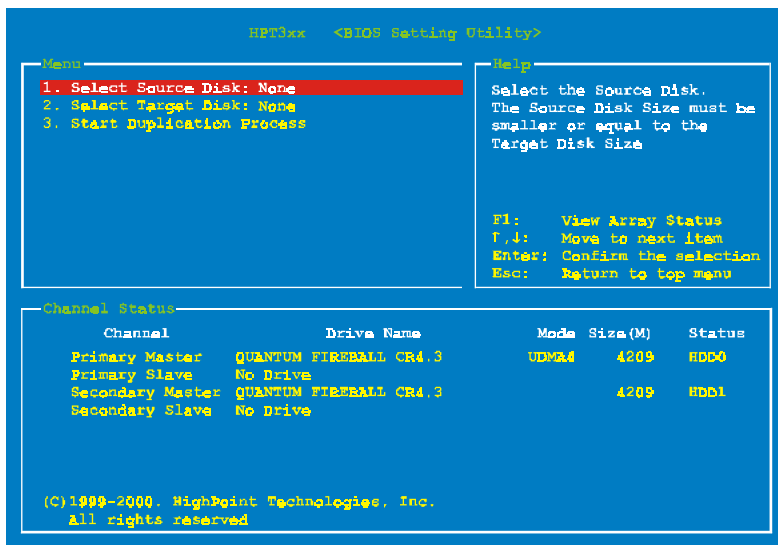 HPT3xx <BIOS Setting Utility>
Menu
1. Select Source Disk: None
2. Select Target Disk: None
3. Start Duplication Process
Help
Select the Source Disk.
The Source Disk Size must be
smaller or equal to the
Target Disk Size
F1: View Array Status
↑,↓: Move to next item
Enter: Confirm the selection
Esc: Return to top menu
Channel Status
Channel Drive Name Mode Size(M) Status
Primary Master QUANTUM FIREBALL CR4.3 UDMA4 4209 HDD0
Primary Slave No Drive
Secondary Master QUANTUM FIREBALL CR4.3 4209 HDD1
Secondary Slave No Drive
(C)1999-2000. HighPoint Technologies, Inc.
All rights reserved